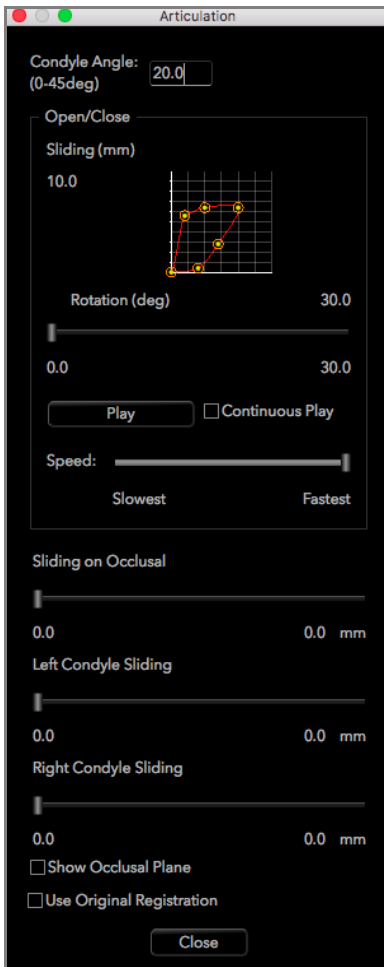 Articulation
Condyle Angle:
(0-45deg)
20.0
Open/Close
Sliding (mm)
10.0
Rotation (deg)
30.0
0.0
30.0
Play
Continuous Play
Speed:
Slowest
Fastest
Sliding on Occlusal
0.0
0.0 mm
Left Condyle Sliding
0.0
0.0 mm
Right Condyle Sliding
0.0
0.0 mm
Show Occlusal Plane
Use Original Registration
Close